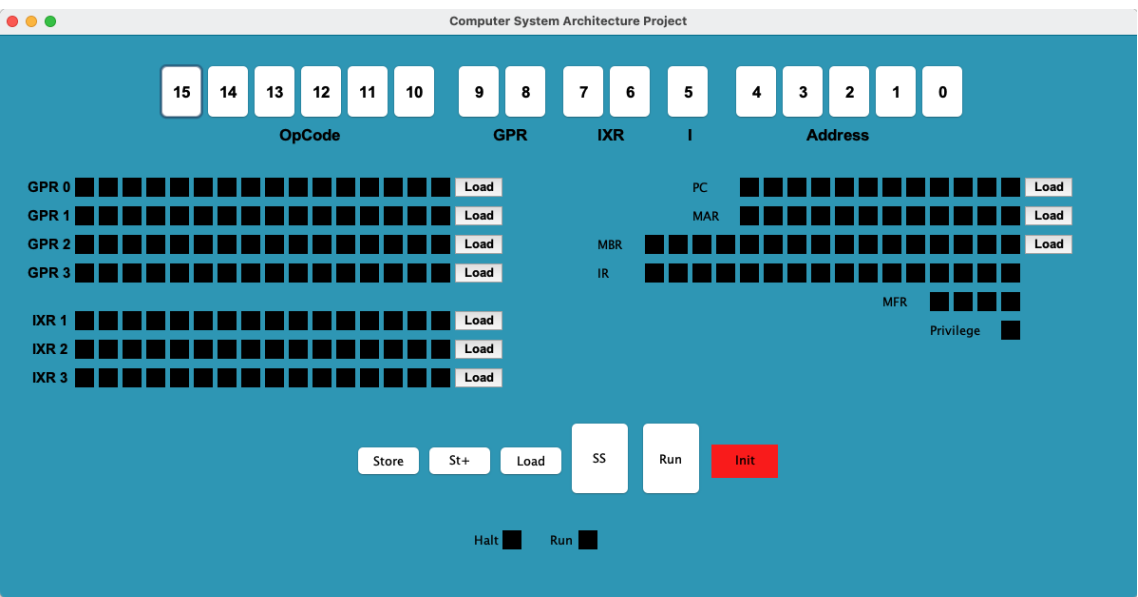 Computer System Architecture Project
15 14 13 12 11 10 9 8 7 6 5 4 3 2 1 0
OpCode GPR IXR I Address
GPR 0 Load PC Load
GPR 1 Load MAR Load
GPR 2 Load MBR Load
GPR 3 Load IR
MFR
IXR 1 Load
Privilege
IXR 2 Load
IXR 3 Load
Store St+ Load SS Run Init
Halt Run